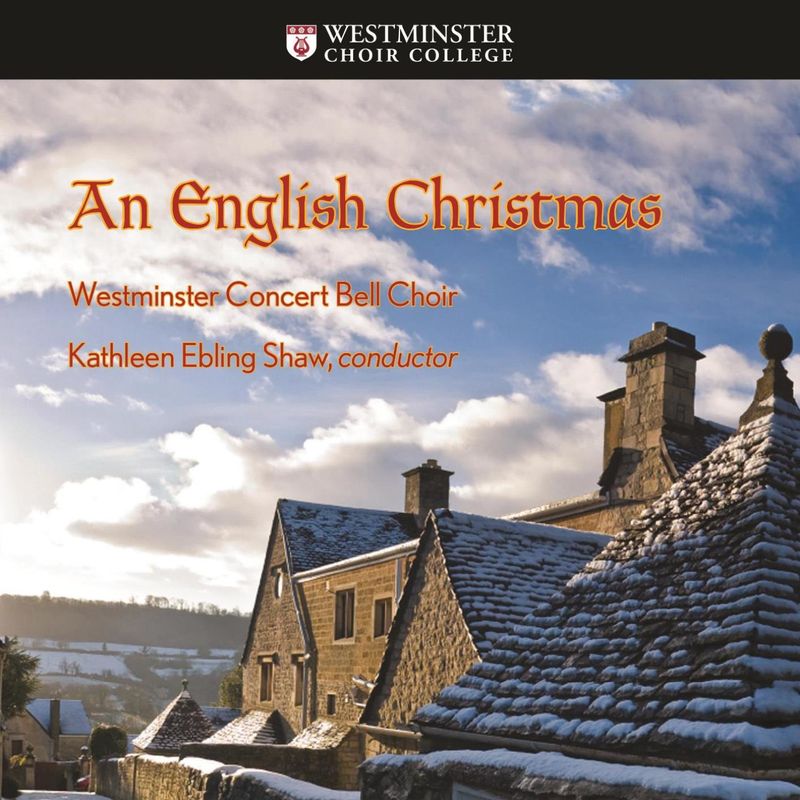 WESTMINSTER
CHOIR COLLEGE
An English Christmas
Westminster Concert Bell Choir
Kathleen Ebling Shaw, conductor